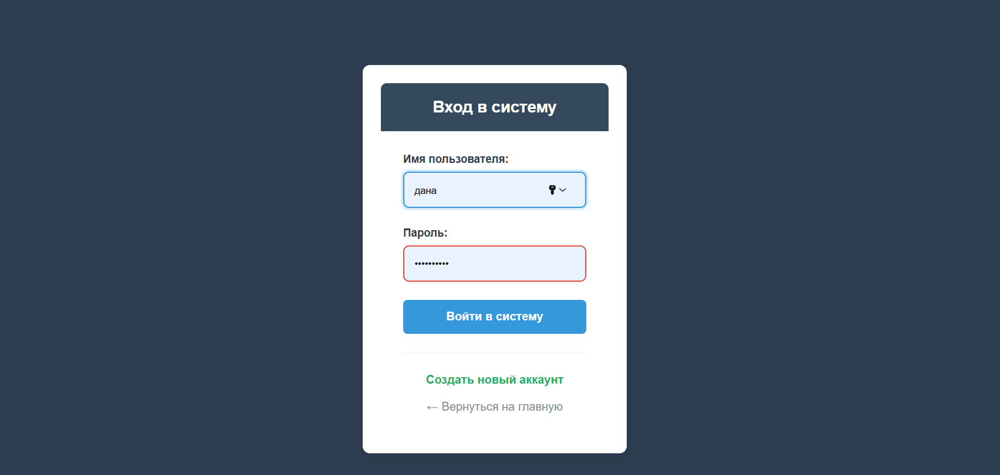 Вход в систему
Имя пользователя:
дана
Пароль:
••••••••••
Войти в систему
Создать новый аккаунт
← Вернуться на главную